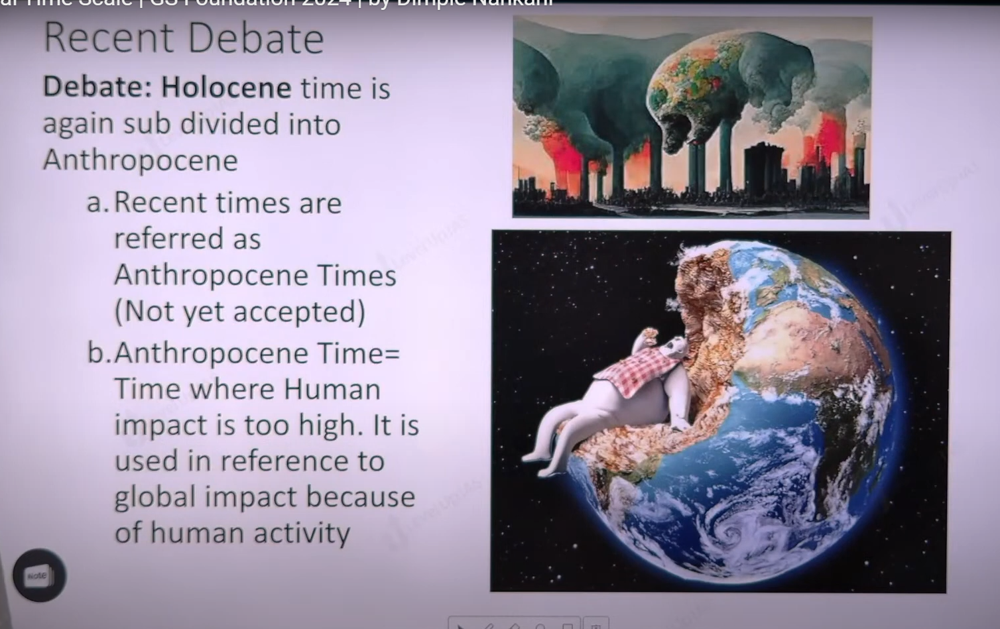 al Time Scale | GS Foundation 2024 | by Dimple Nankani
Recent Debate
Debate: Holocene time is
again sub divided into
Anthropocene
a. Recent times are
referred as
Anthropocene Times
(Not yet accepted)
b. Anthropocene Time=
Time where Human
impact is too high. It is
used in reference to
global impact because
of human activity
Note